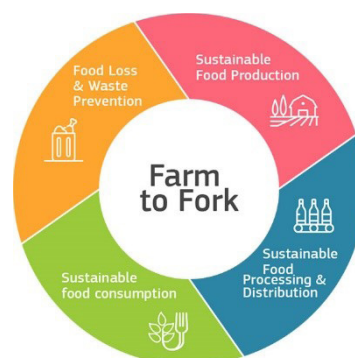 Farm
to Fork
Sustainable
Food Production
Sustainable
Food
Processing &
Distribution
Sustainable
food consumption
Food Loss
& Waste
Prevention